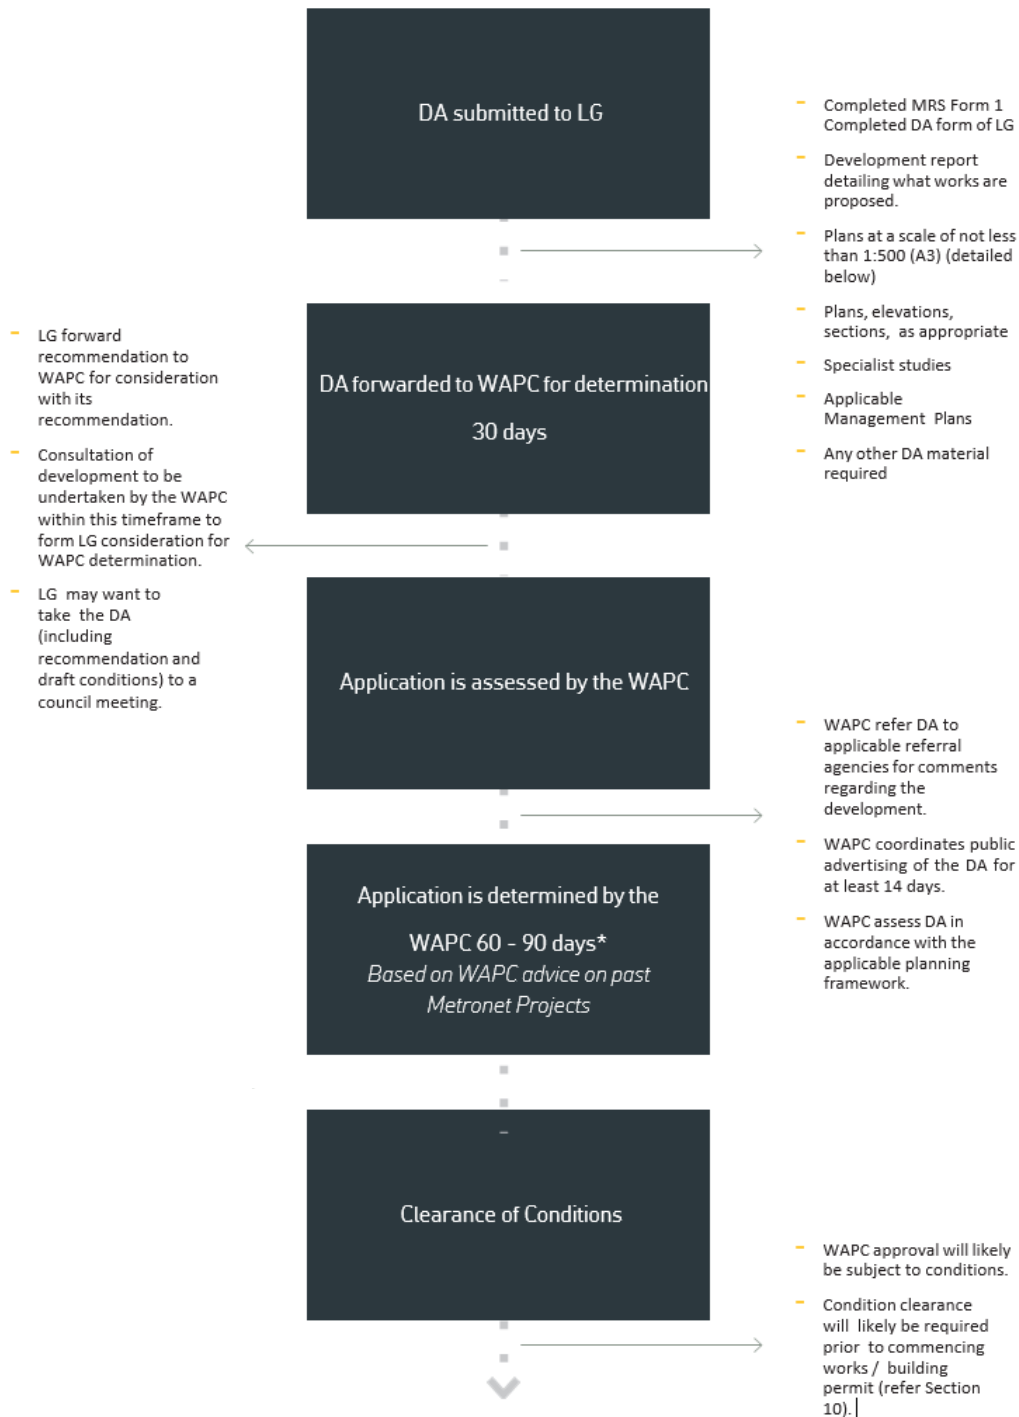 DA submitted to LG
- Completed MRS Form 1
Completed DA form of LG
- Development report
detailing what works are
proposed.
- Plans at a scale of not less
than 1:500 (A3) (detailed
below)
- Plans, elevations,
sections, as appropriate
- Specialist studies
- Applicable
Management Plans
- Any other DA material
required
DA forwarded to WAPC for determination
30 days
- LG forward
recommendation to
WAPC for consideration
with its
recommendation.
- Consultation of
development to be
undertaken by the WAPC
within this timeframe to
form LG consideration for
WAPC determination.
- LG may want to
take the DA
(including
recommendation and
draft conditions) to a
council meeting.
Application is assessed by the WAPC
- WAPC refer DA to
applicable referral
agencies for comments
regarding the
development.
- WAPC coordinates public
advertising of the DA for
at least 14 days.
- WAPC assess DA in
accordance with the
applicable planning
framework.
Application is determined by the
WAPC 60 - 90 days*
Based on WAPC advice on past
Metronet Projects
Clearance of Conditions
- WAPC approval will likely
be subject to conditions.
- Condition clearance
will likely be required
prior to commencing
works / building
permit (refer Section
10).